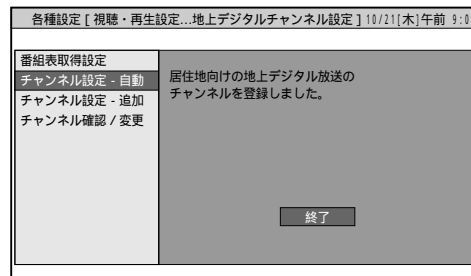 各種設定 [ 視聴・再生設定...地上デジタルチャンネル設定 ] 10/21[木]午前 9:0
番組表取得設定
チャンネル設定 - 自動
チャンネル設定 - 追加
チャンネル確認 / 変更
居住地向けの地上デジタル放送の
チャンネルを登録しました。
終了